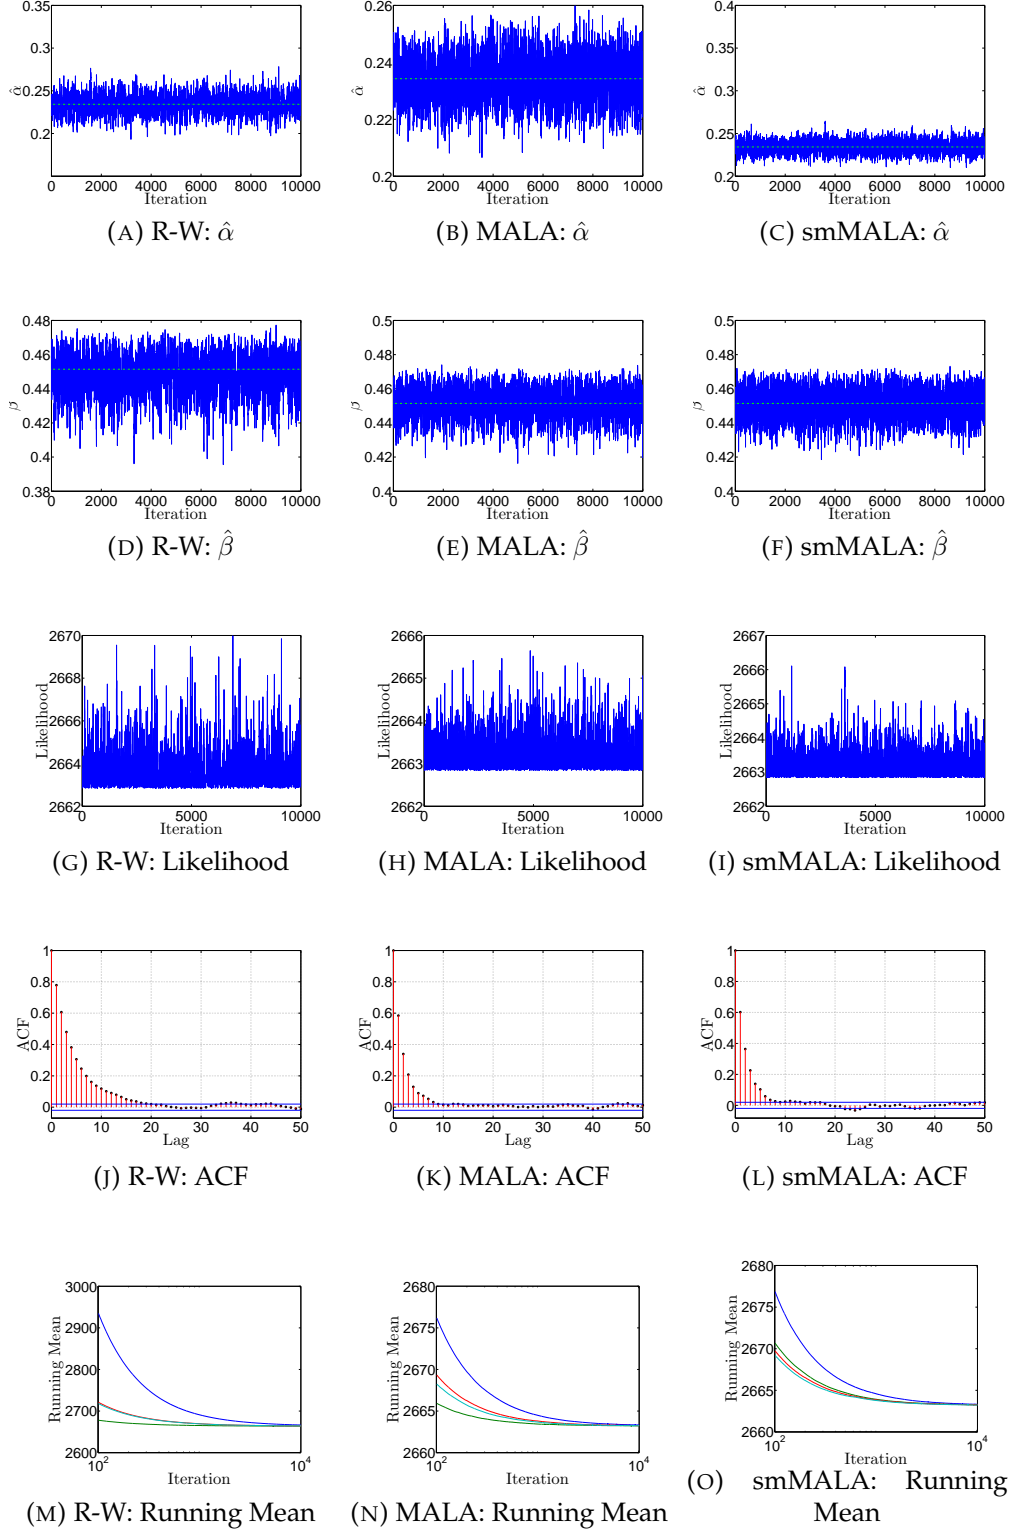 0.35 0.3 0.2 α̂ 0.2
0 2000 4000 6000 8000 10000
Iteration
(A) R-W: α̂
0.26 0.24 α̂ 0.22 0.2
0 2000 4000 6000 8000 10000
Iteration
(B) MALA: α̂
0.4 0.3 α̂ 0.25 0.2
0 2000 4000 6000 8000 10000
Iteration
(C) smMALA: α̂
0.48 0.46 0.44 β̂ 0.42 0.4 0.38
0 2000 4000 6000 8000 10000
Iteration
(D) R-W: β̂
0.5 0.48 0.46 β̂ 0.44 0.42 0.4
0 2000 4000 6000 8000 10000
Iteration
(E) MALA: β̂
0.5 0.48 0.46 β̂ 0.44 0.42 0.4
0 2000 4000 6000 8000 10000
Iteration
(F) smMALA: β̂
2670 2668 2666 Likelihood 2664 2662
0 5000 10000
Iteration
(G) R-W: Likelihood
2666 2665 2664 Likelihood 2663 2662
0 5000 10000
Iteration
(H) MALA: Likelihood
2667 2666 2665 2664 Likelihood 2663 2662
0 5000 10000
Iteration
(I) smMALA: Likelihood
1 0.8 0.6 ACF 0.4 0.2 0
0 10 20 30 40 50
Lag
(J) R-W: ACF
1 0.8 0.6 ACF 0.4 0.2 0
0 10 20 30 40 50
Lag
(K) MALA: ACF
1 0.8 0.6 ACF 0.4 0.2 0
0 10 20 30 40 50
Lag
(L) smMALA: ACF
3000 2900 2800 Running Mean 2700 2600
10² 10⁴
Iteration
(M) R-W: Running Mean
2680 2675 2670 Running Mean 2665 2660
10² 10⁴
Iteration
(N) MALA: Running Mean
2680 2675 2670 Running Mean 2665 2660
10² 10⁴
Iteration
(O) smMALA: Running
Mean